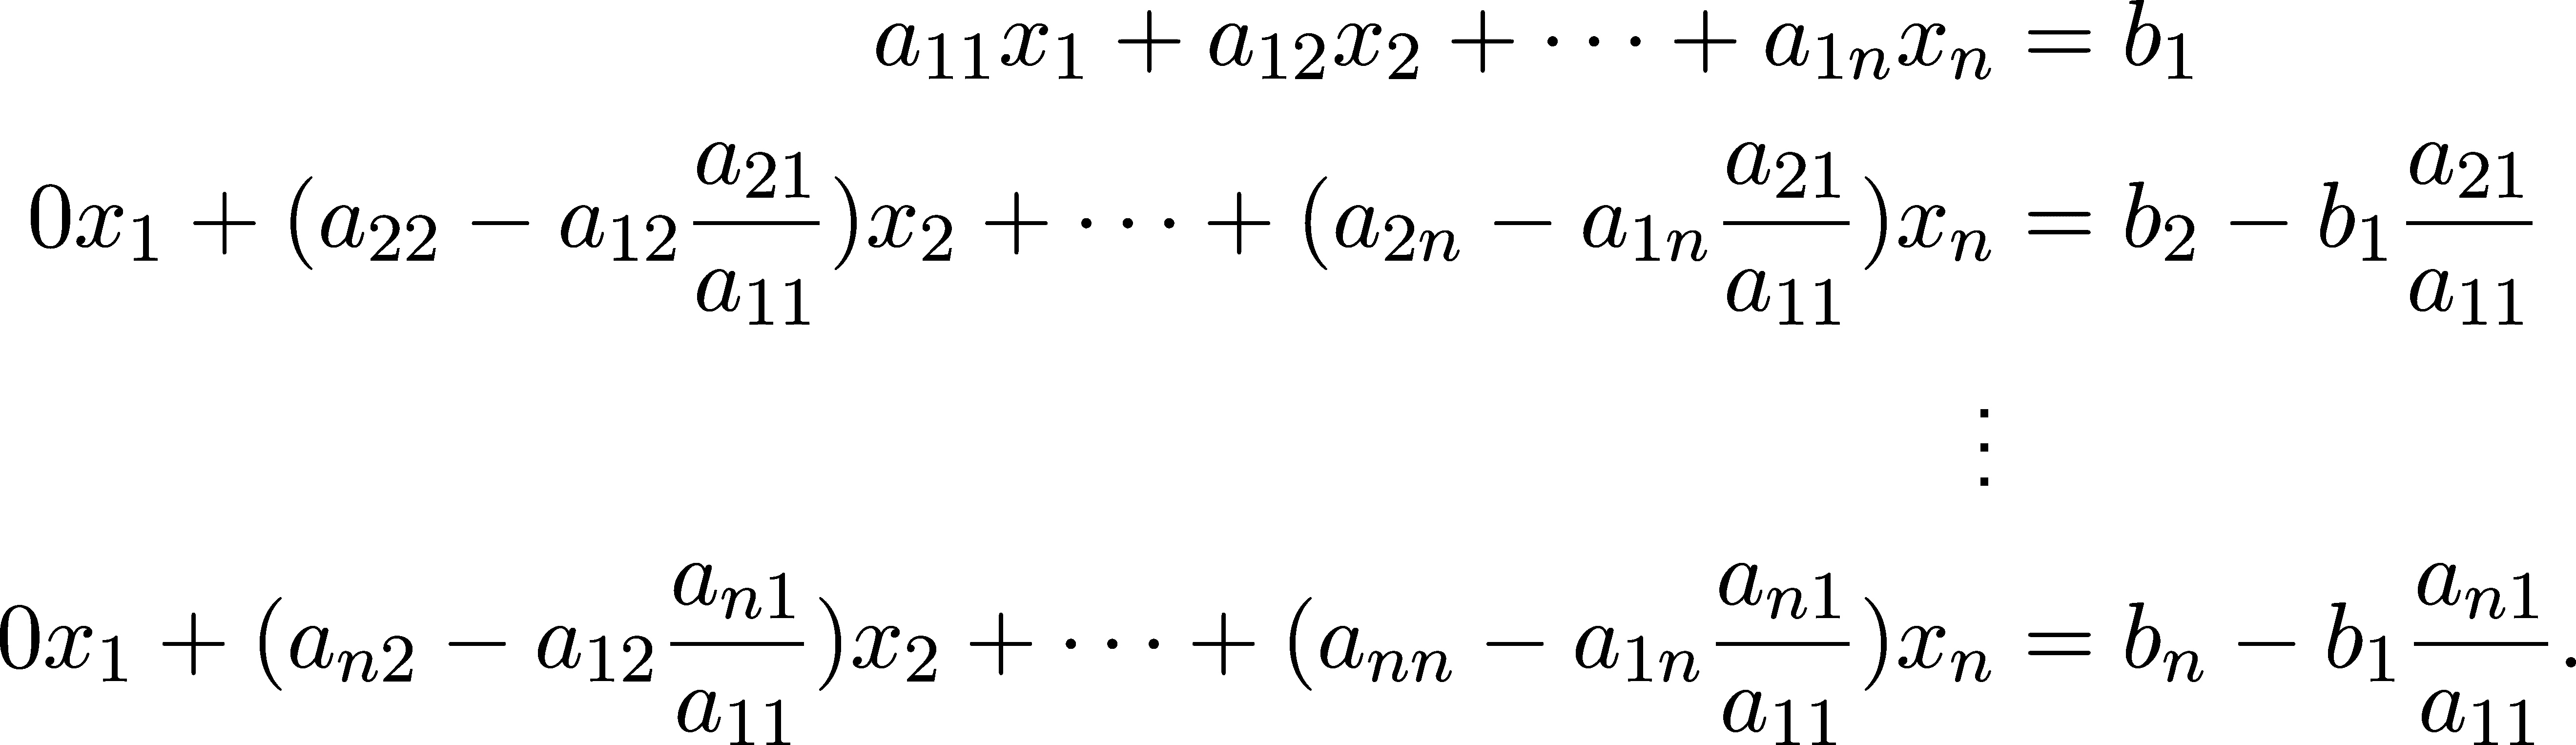 a_{11}x_1 + a_{12}x_2 + \cdots + a_{1n}x_n = b_1
0x_1 + (a_{22} - a_{12}\frac{a_{21}}{a_{11}})x_2 + \cdots + (a_{2n} - a_{1n}\frac{a_{21}}{a_{11}})x_n = b_2 - b_1\frac{a_{21}}{a_{11}}
\vdots
0x_1 + (a_{n2} - a_{12}\frac{a_{n1}}{a_{11}})x_2 + \cdots + (a_{nn} - a_{1n}\frac{a_{n1}}{a_{11}})x_n = b_n - b_1\frac{a_{n1}}{a_{11}}.